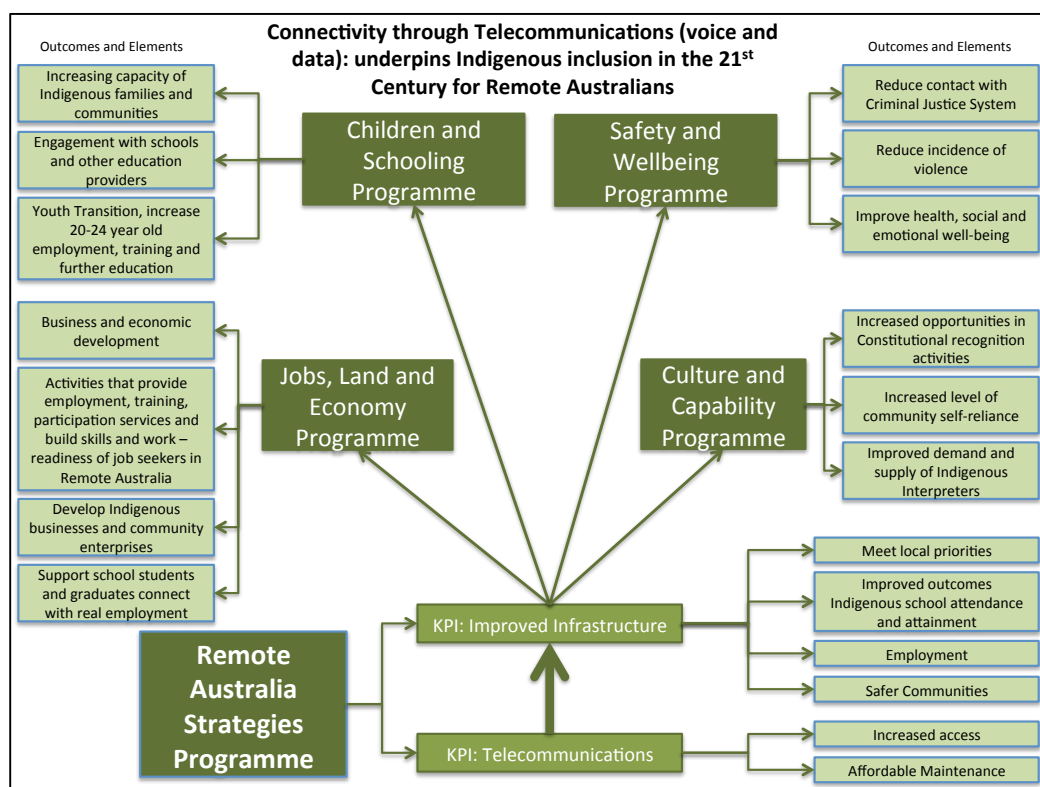 Connectivity through Telecommunications (voice and
data): underpins Indigenous inclusion in the 21st
Century for Remote Australians
Outcomes and Elements
Increasing capacity of
Indigenous families and
communities
Engagement with schools
and other education
providers
Youth Transition, increase
20-24 year old
employment, training and
further education
Children and
Schooling
Programme
Safety and
Wellbeing
Programme
Outcomes and Elements
Reduce contact with
Criminal Justice System
Reduce incidence of
violence
Improve health, social and
emotional well-being
Business and economic
development
Activities that provide
employment, training,
participation services and
build skills and work –
readiness of job seekers in
Remote Australia
Develop Indigenous
businesses and community
enterprises
Support school students
and graduates connect
with real employment
Jobs, Land and
Economy
Programme
Culture and
Capability
Programme
Increased opportunities in
Constitutional recognition
activities
Increased level of
community self-reliance
Improved demand and
supply of Indigenous
Interpreters
Remote
Australia
Strategies
Programme
KPI: Improved Infrastructure
KPI: Telecommunications
Meet local priorities
Improved outcomes
Indigenous school attendance
and attainment
Employment
Safer Communities
Increased access
Affordable Maintenance